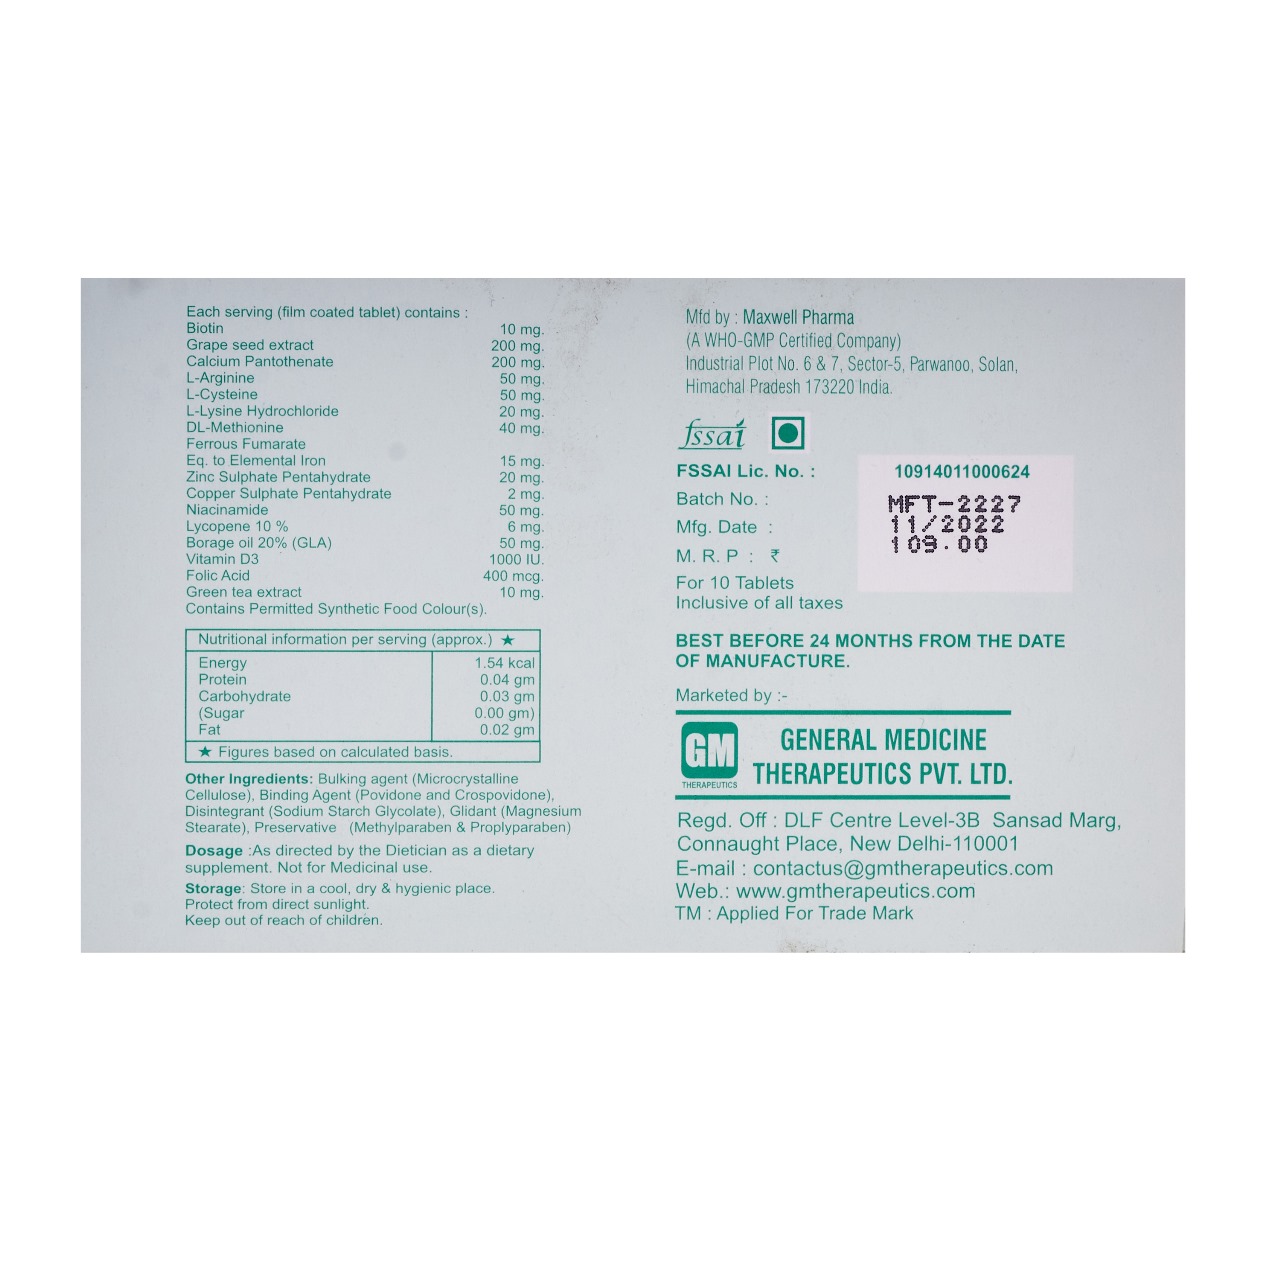 Each serving (film coated tablet) contains :
Biotin 10 mg.
Grape seed extract 200 mg.
Calcium Pantothenate 200 mg.
L-Arginine 50 mg.
L-Cysteine 50 mg.
L-Lysine Hydrochloride 20 mg.
DL-Methionine 40 mg.
Ferrous Fumarate
Eq. to Elemental Iron 15 mg.
Zinc Sulphate Pentahydrate 20 mg.
Copper Sulphate Pentahydrate 2 mg.
Niacinamide 50 mg.
Lycopene 10 % 6 mg.
Borage oil 20% (GLA) 50 mg.
Vitamin D3 1000 IU.
Folic Acid 400 mcg.
Green tea extract 10 mg.
Contains Permitted Synthetic Food Colour(s).
Nutritional information per serving (approx.) ★
Energy 1.54 kcal
Protein 0.04 gm
Carbohydrate 0.03 gm
(Sugar 0.00 gm)
Fat 0.02 gm
★ Figures based on calculated basis.
Other Ingredients: Bulking agent (Microcrystalline
Cellulose), Binding Agent (Povidone and Crospovidone),
Disintegrant (Sodium Starch Glycolate), Glidant (Magnesium
Stearate), Preservative (Methylparaben & Proplyparaben)
Dosage :As directed by the Dietician as a dietary
supplement. Not for Medicinal use.
Storage: Store in a cool, dry & hygienic place.
Protect from direct sunlight.
Keep out of reach of children.
Mfd by : Maxwell Pharma
(A WHO-GMP Certified Company)
Industrial Plot No. 6 & 7, Sector-5, Parwanoo, Solan,
Himachal Pradesh 173220 India.
fssai
FSSAI Lic. No. : 10914011000624
Batch No. : MFT-2227
Mfg. Date : 11/2022
M. R. P : ₹ 109.00
For 10 Tablets
Inclusive of all taxes
BEST BEFORE 24 MONTHS FROM THE DATE
OF MANUFACTURE.
Marketed by :-
GM
THERAPEUTICS
GENERAL MEDICINE
THERAPEUTICS PVT. LTD.
Regd. Off : DLF Centre Level-3B Sansad Marg,
Connaught Place, New Delhi-110001
E-mail : contactus@gmtherapeutics.com
Web.: www.gmtherapeutics.com
TM : Applied For Trade Mark